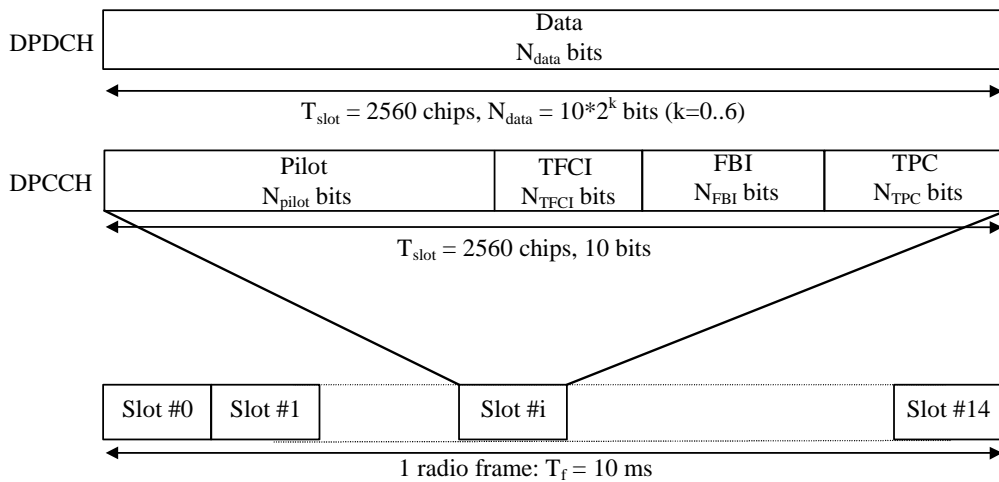 Data
DPDCH
N_data bits
T_slot = 2560 chips, N_data = 10*2^k bits (k=0..6)
Pilot TFCI FBI TPC
DPCCH
N_pilot bits N_TFCI bits N_FBI bits N_TPC bits
T_slot = 2560 chips, 10 bits
Slot #0 Slot #1 Slot #i Slot #14
1 radio frame: T_f = 10 ms